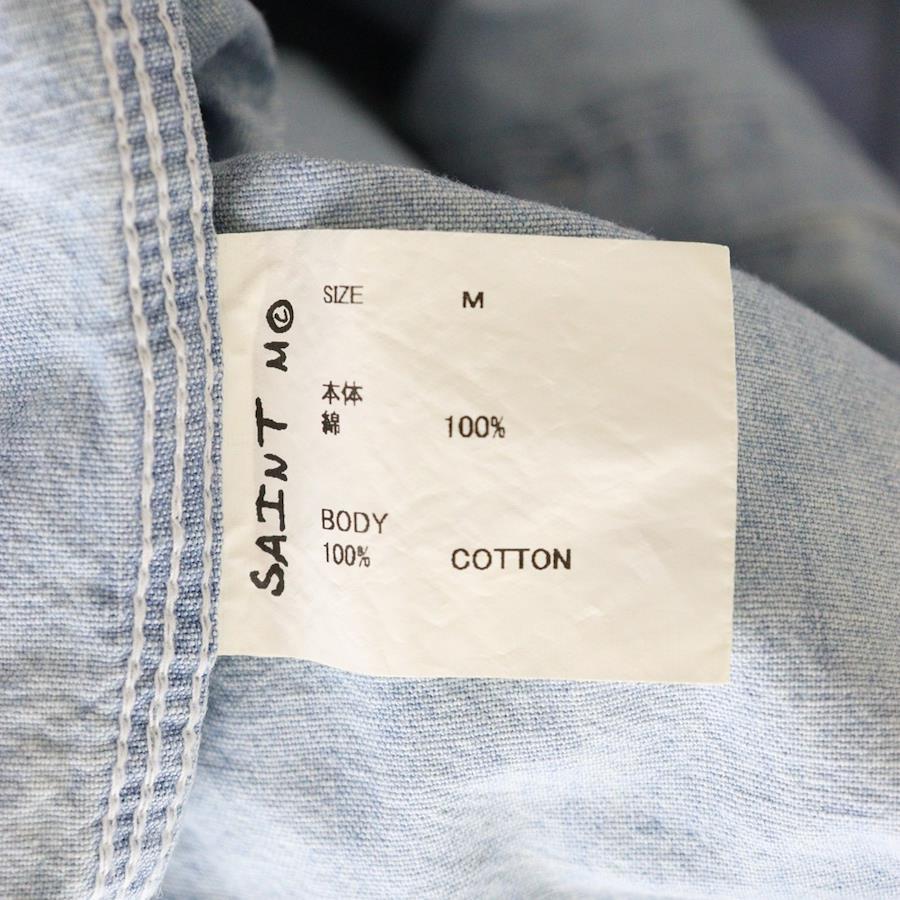 SAINT M©
SIZE M
本体
綿 100%
BODY
100% COTTON